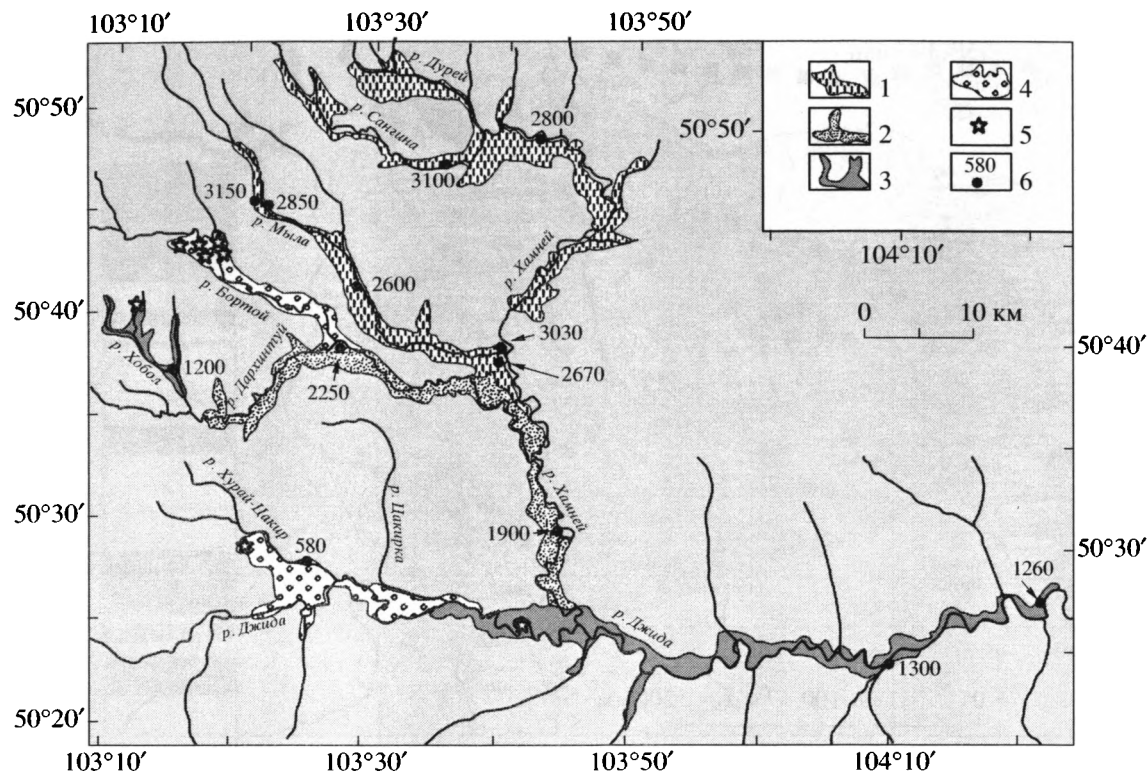 103°10′ 103°30′ 103°50′
50°50′
50°40′
50°30′
50°20′
50°50′
104°10′
0 10 км
50°40′
50°30′
103°10′ 103°30′ 103°50′ 104°10′
1
2
3
4
5
580
6
р. Дурей
р. Сангина
2800
3100
3150
2850
р. Мыла
р. Хамней
2600
р. Бортой
3030
2670
р. Хобол
1200
р. Дархинтуй
2250
р. Хурай-Цакир
р. Цакирка
р. Хамней
1900
580
р. Джида
р. Джида
1260
1300